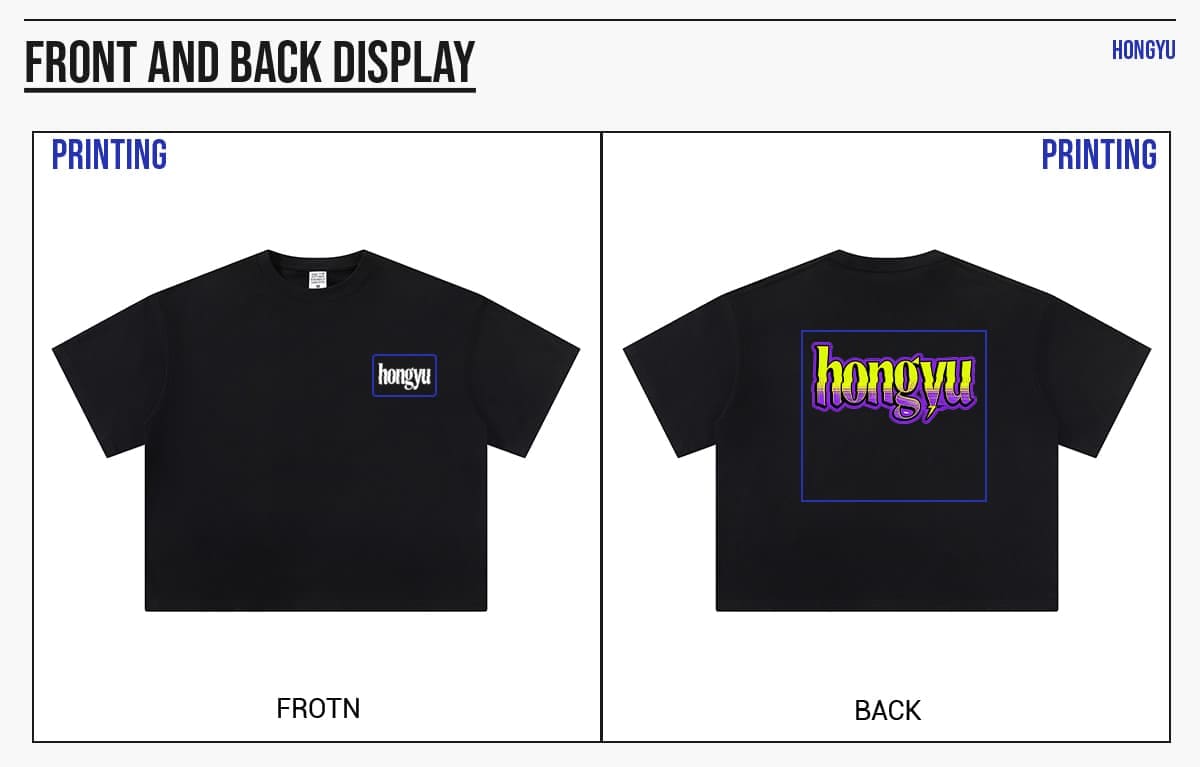 FRONT AND BACK DISPLAY
HONGYU
PRINTING
PRINTING
hongyu
hongyu
FROTN
BACK